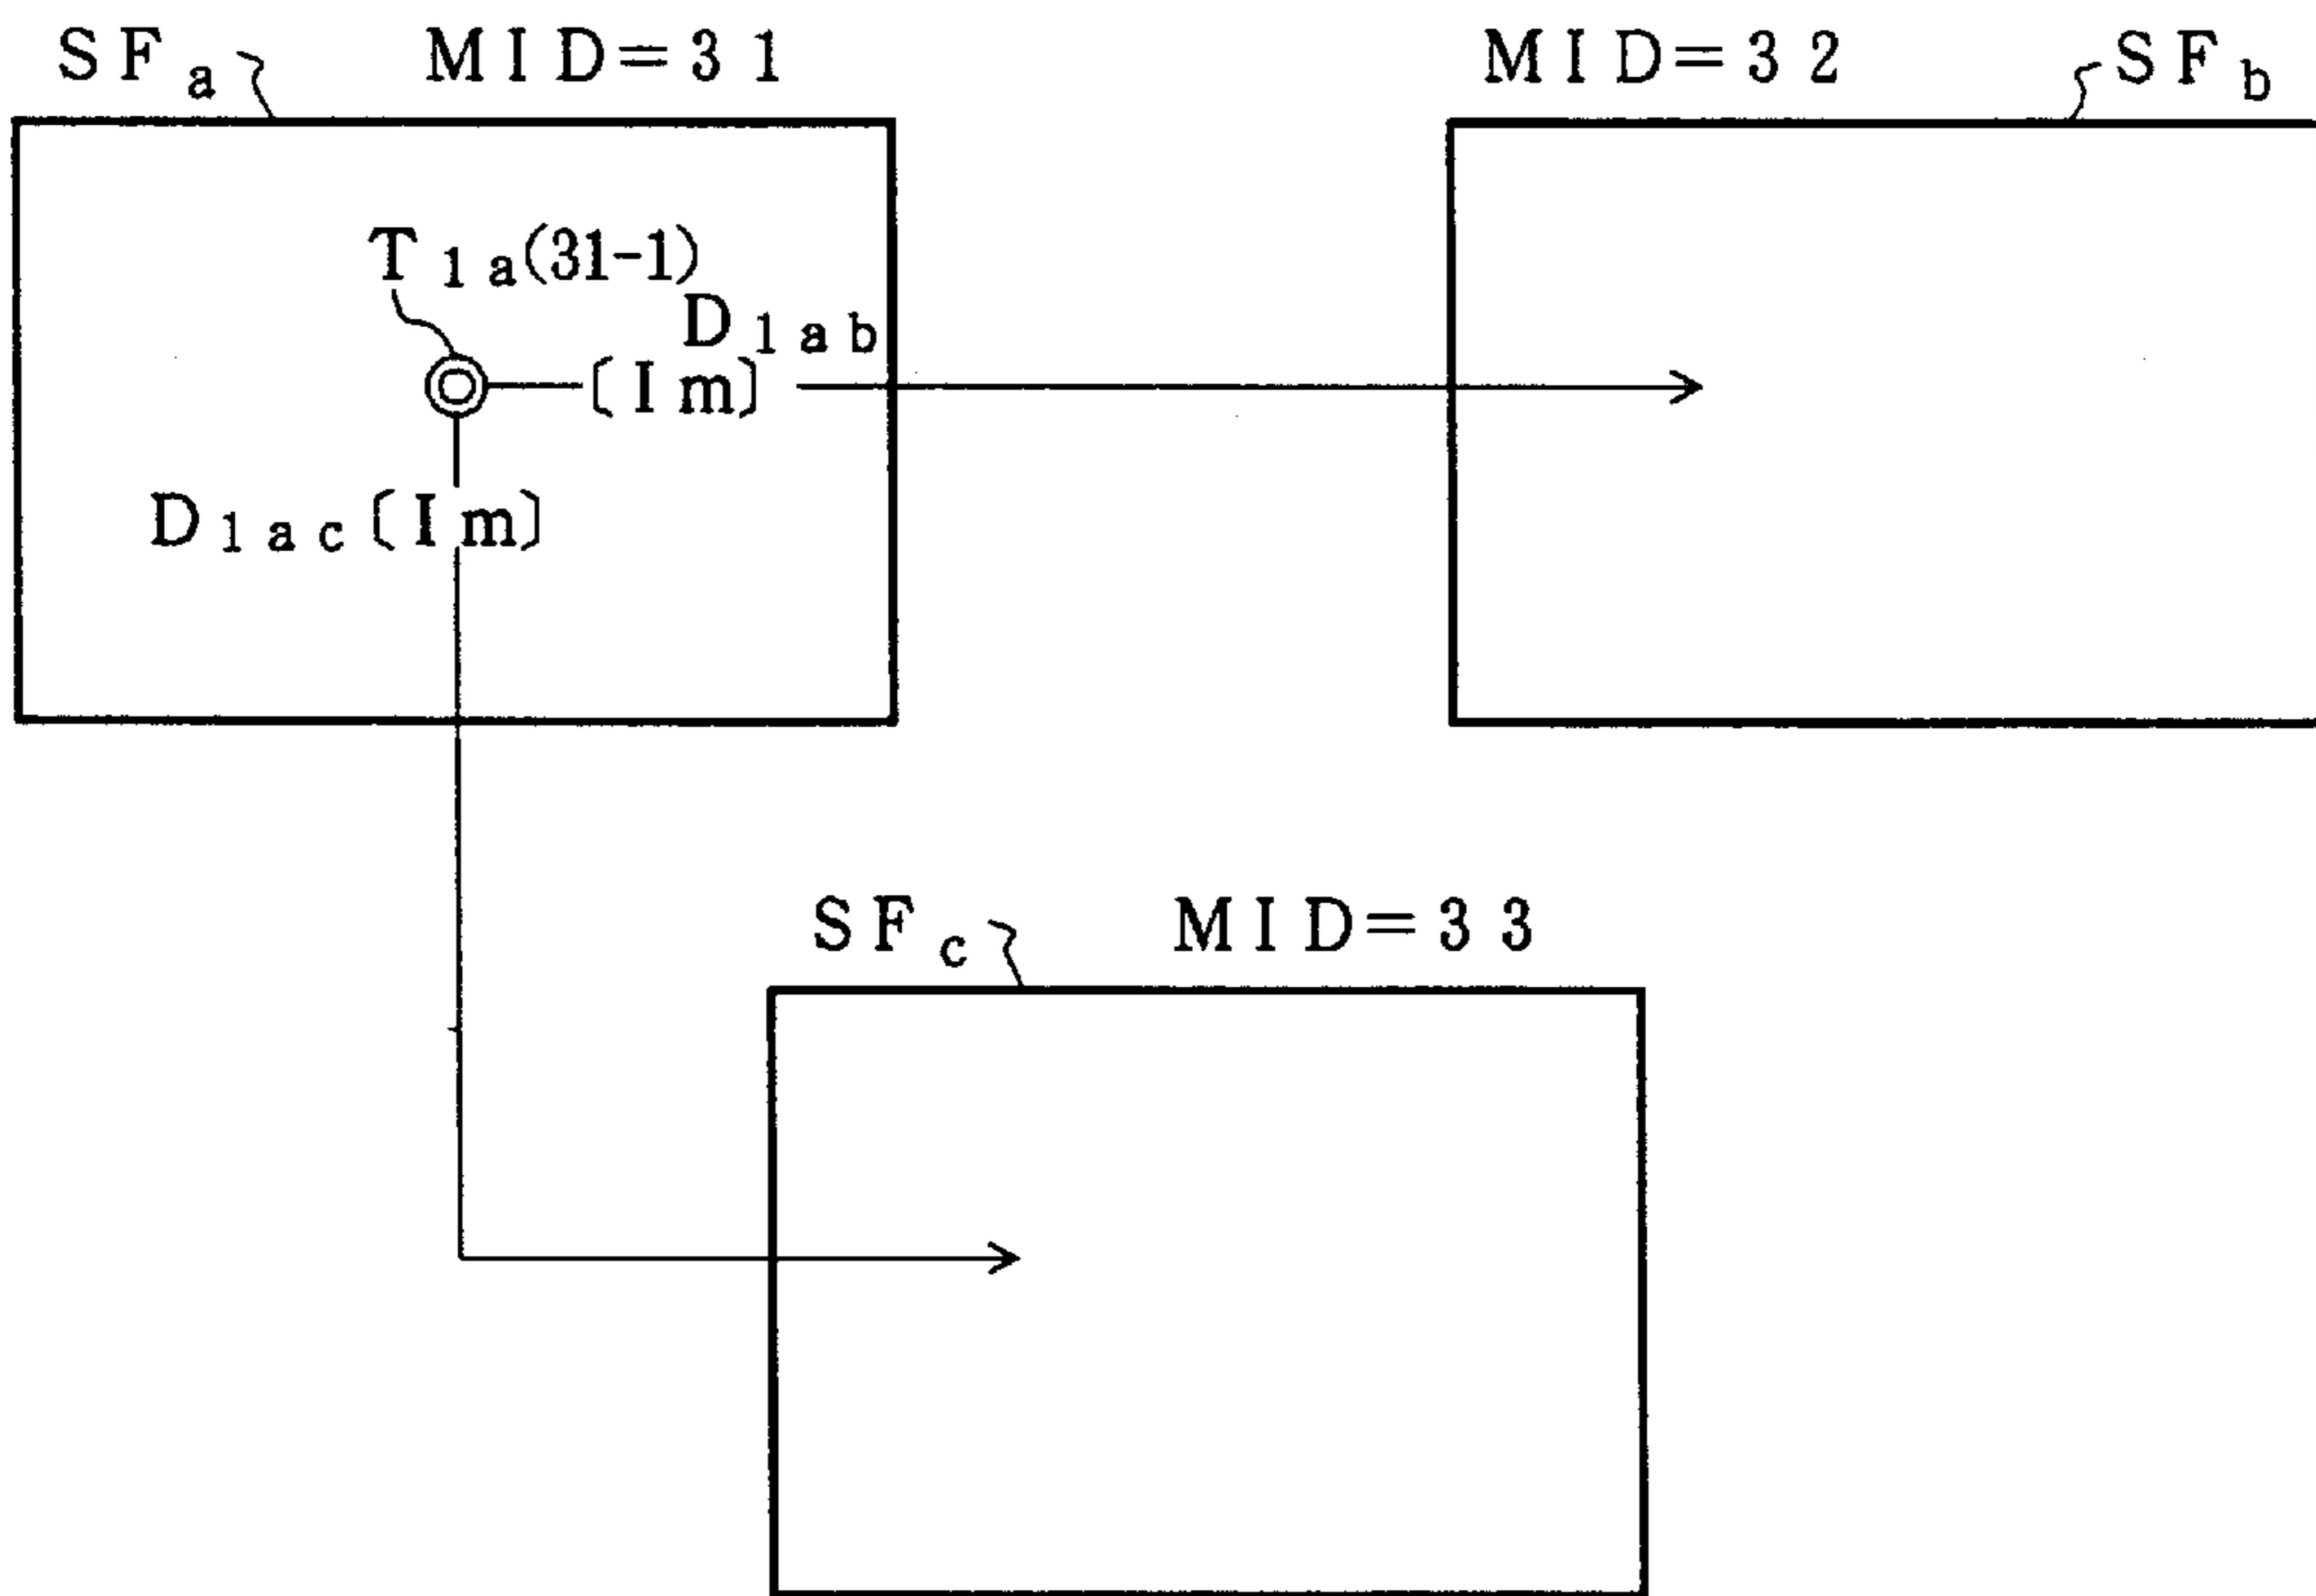 SFa MID=31
MID=32 SFb
T1a(31-1)
D1ab
[Im]
D1ac[Im]
SFc MID=33